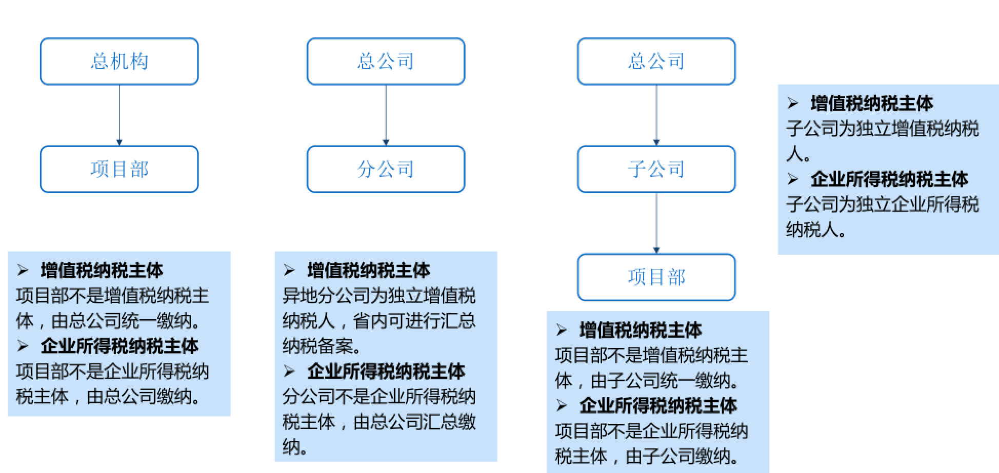 总机构
项目部
➢ 增值税纳税主体
项目部不是增值税纳税主
体，由总公司统一缴纳。
➢ 企业所得税纳税主体
项目部不是企业所得税纳
税主体，由总公司缴纳。
总公司
分公司
➢ 增值税纳税主体
异地分公司为独立增值税
纳税人，省内可进行汇总
纳税备案。
➢ 企业所得税纳税主体
分公司不是企业所得税纳
税主体，由总公司汇总缴
纳。
总公司
子公司
项目部
➢ 增值税纳税主体
子公司为独立增值税纳税
人。
➢ 企业所得税纳税主体
子公司为独立企业所得税
纳税人。
➢ 增值税纳税主体
项目部不是增值税纳税主
体，由子公司统一缴纳。
➢ 企业所得税纳税主体
项目部不是企业所得税纳
税主体，由子公司缴纳。